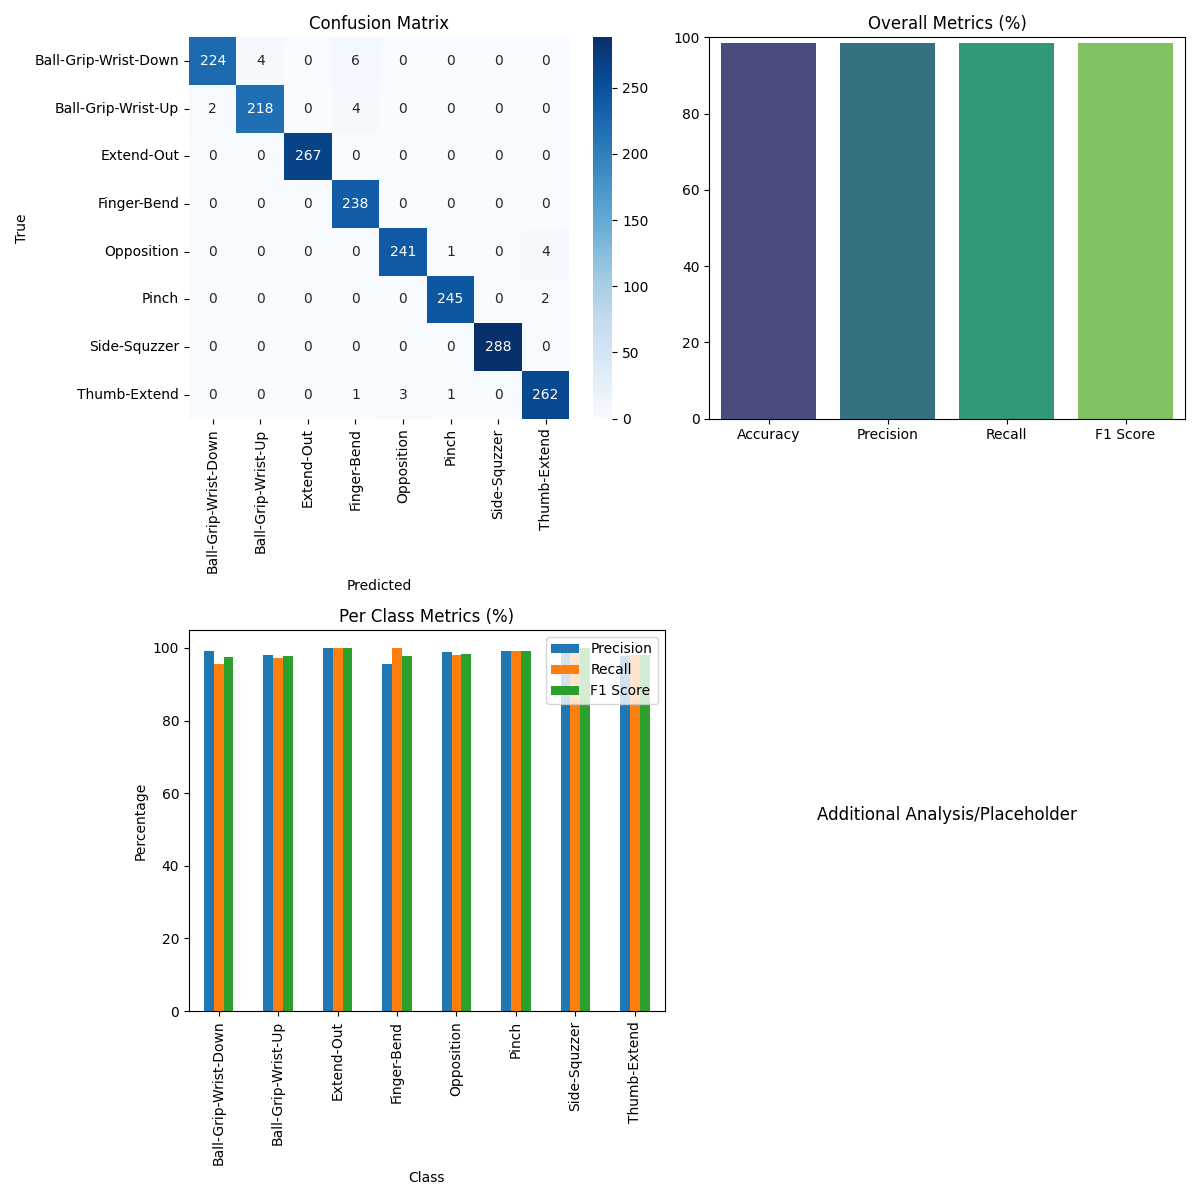 Confusion Matrix
True
Ball-Grip-Wrist-Down 224 4 0 6 0 0 0 0
Ball-Grip-Wrist-Up 2 218 0 4 0 0 0 0
Extend-Out 0 0 267 0 0 0 0 0
Finger-Bend 0 0 0 238 0 0 0 0
Opposition 0 0 0 0 241 1 0 4
Pinch 0 0 0 0 0 245 0 2
Side-Squzzer 0 0 0 0 0 0 288 0
Thumb-Extend 0 0 0 1 3 1 0 262
Ball-Grip-Wrist-Down
Ball-Grip-Wrist-Up
Extend-Out
Finger-Bend
Opposition
Pinch
Side-Squzzer
Thumb-Extend
Predicted
250
200
150
100
50
0
Overall Metrics (%)
100
80
60
40
20
0
Accuracy Precision Recall F1 Score
Per Class Metrics (%)
Percentage
100
80
60
40
20
0
Precision
Recall
F1 Score
Ball-Grip-Wrist-Down
Ball-Grip-Wrist-Up
Extend-Out
Finger-Bend
Opposition
Pinch
Side-Squzzer
Thumb-Extend
Class
Additional Analysis/Placeholder